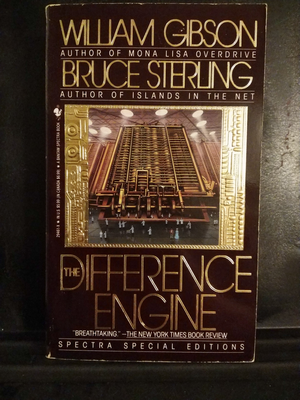 WILLIAM GIBSON
AUTHOR OF MONA LISA OVERDRIVE
BRUCE STERLING
AUTHOR OF ISLANDS IN THE NET
THE
DIFFERENCE
ENGINE
"BREATHTAKING."—THE NEW YORK TIMES BOOK REVIEW
SPECTRA SPECIAL EDITIONS